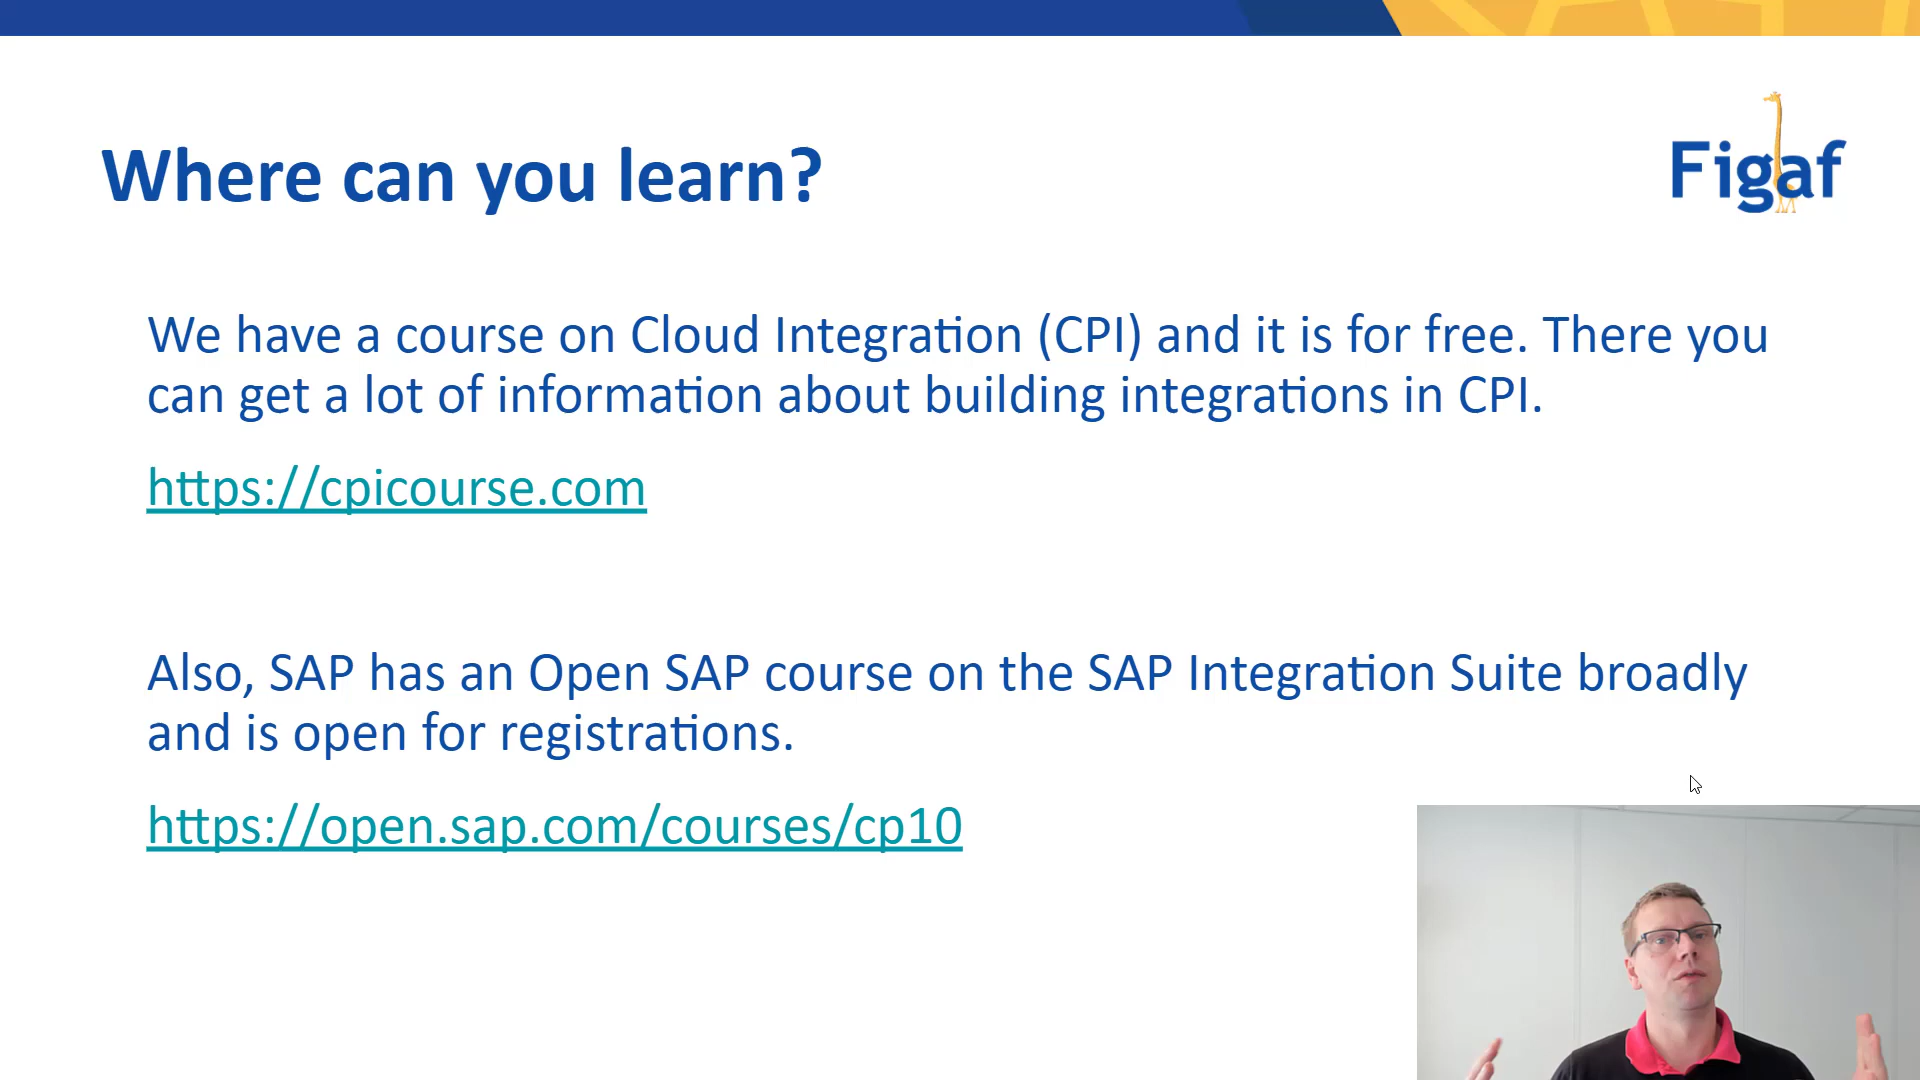 Where can you learn?
Figaf
We have a course on Cloud Integration (CPI) and it is for free. There you
can get a lot of information about building integrations in CPI.
https://cpicourse.com
Also, SAP has an Open SAP course on the SAP Integration Suite broadly
and is open for registrations.
https://open.sap.com/courses/cp10